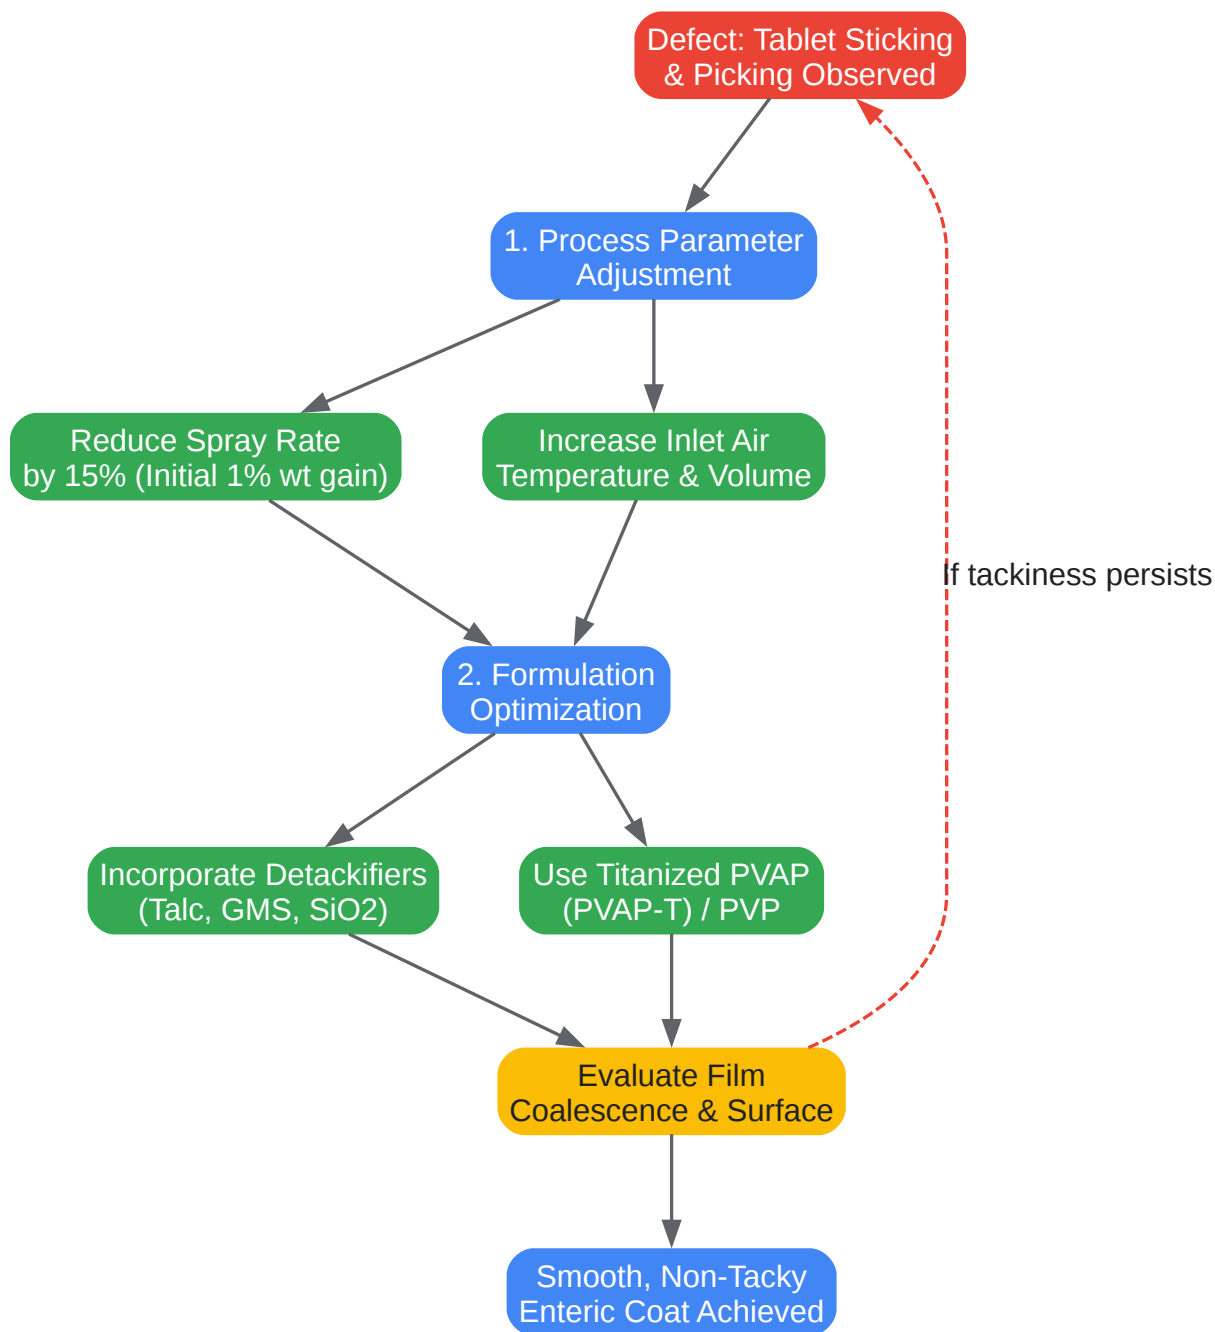 Defect: Tablet Sticking
& Picking Observed
1. Process Parameter
Adjustment
Reduce Spray Rate
by 15% (Initial 1% wt gain)
Increase Inlet Air
Temperature & Volume
If tackiness persists
2. Formulation
Optimization
Incorporate Detackifiers
(Talc, GMS, SiO2)
Use Titanized PVAP
(PVAP-T) / PVP
Evaluate Film
Coalescence & Surface
Smooth, Non-Tacky
Enteric Coat Achieved